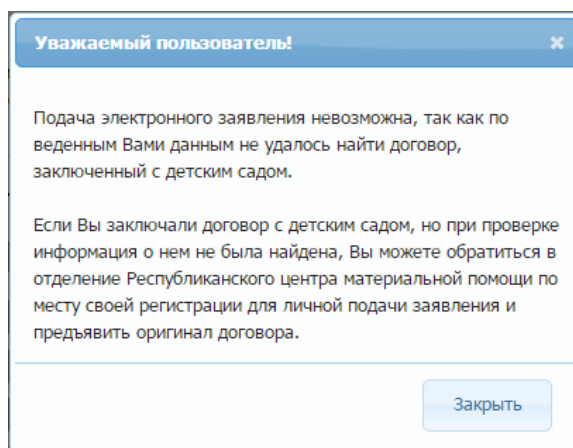 Уважаемый пользователь!
Подача электронного заявления невозможна, так как по
веденным Вами данным не удалось найти договор,
заключенный с детским садом.
Если Вы заключали договор с детским садом, но при проверке
информация о нем не была найдена, Вы можете обратиться в
отделение Республиканского центра материальной помощи по
месту своей регистрации для личной подачи заявления и
предъявить оригинал договора.
Закрыть